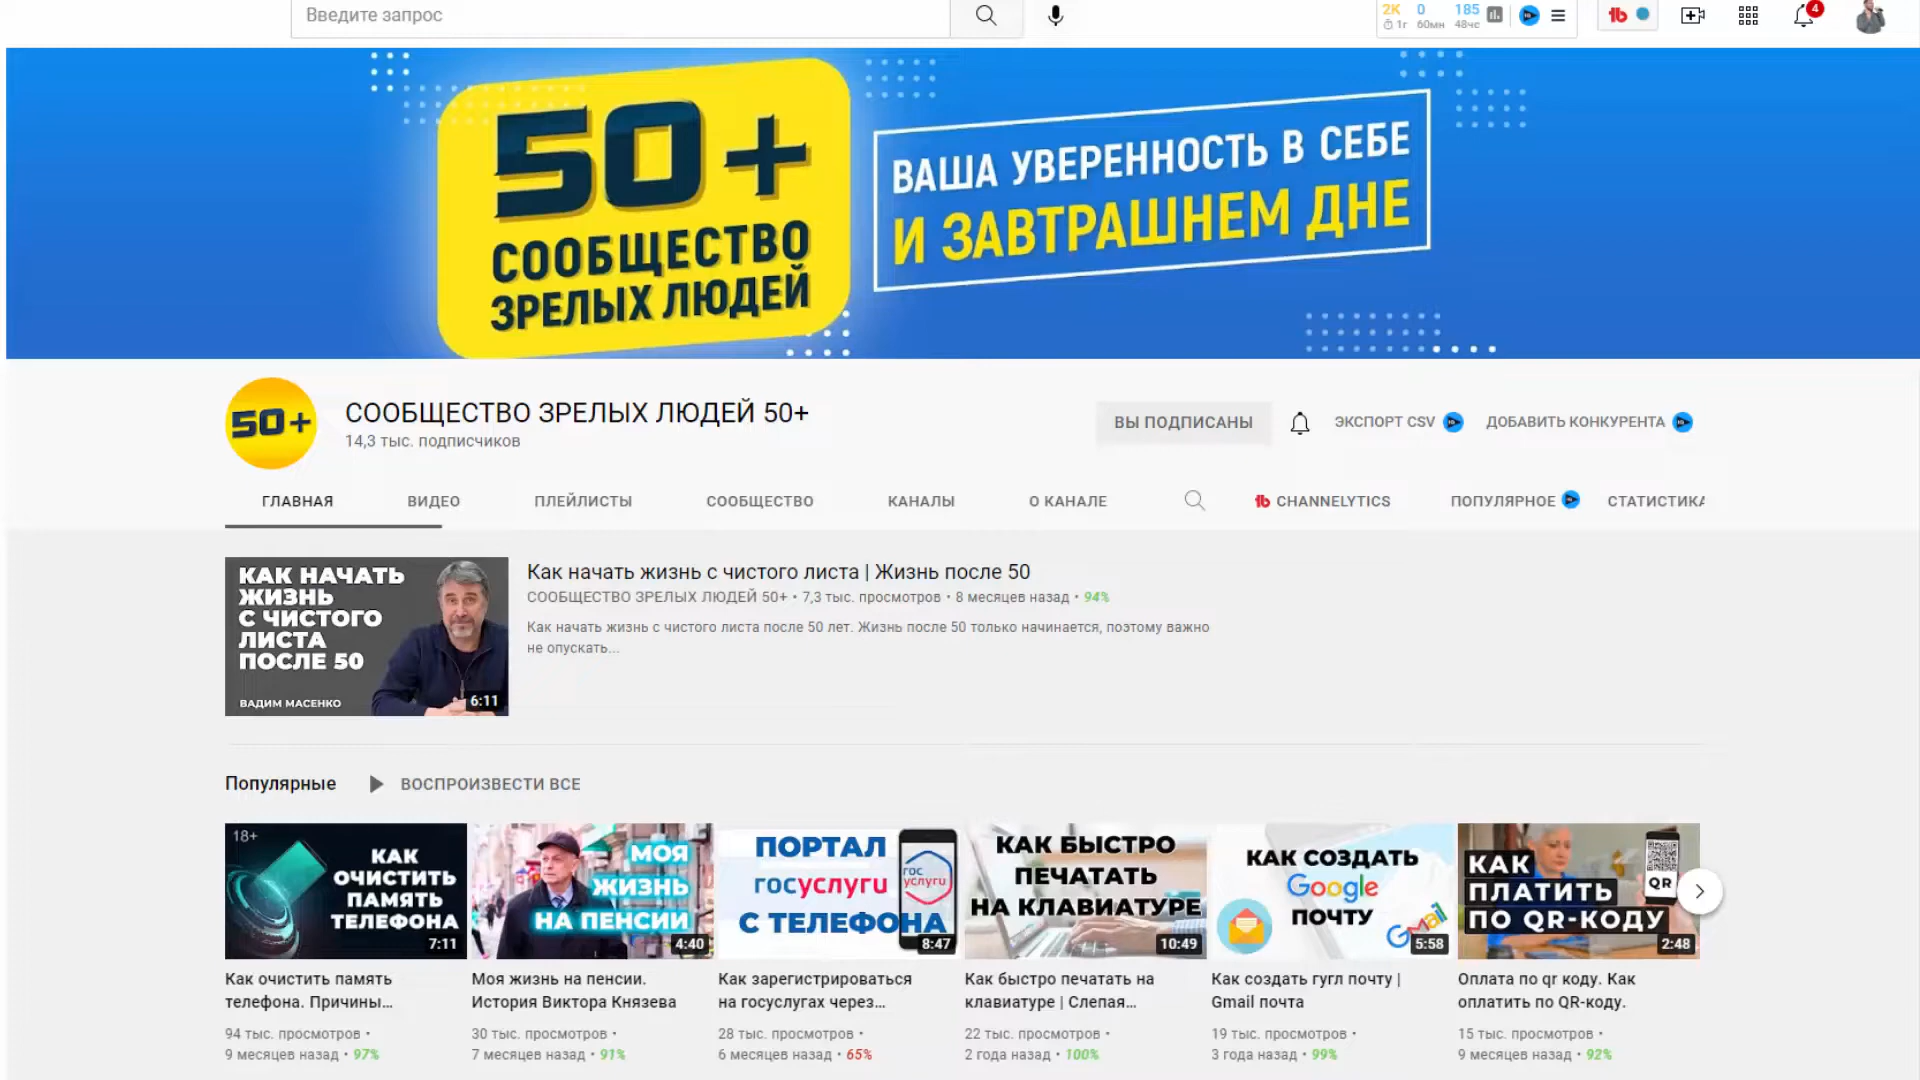 Введите запрос
2K 0 185
1г 60мн 48чс
4
50+
СООБЩЕСТВО
ЗРЕЛЫХ ЛЮДЕЙ
ВАША УВЕРЕННОСТЬ В СЕБЕ
И ЗАВТРАШНЕМ ДНЕ
50+
СООБЩЕСТВО ЗРЕЛЫХ ЛЮДЕЙ 50+
14,3 тыс. подписчиков
ВЫ ПОДПИСАНЫ
ЭКСПОРТ CSV
ДОБАВИТЬ КОНКУРЕНТА
ГЛАВНАЯ ВИДЕО ПЛЕЙЛИСТЫ СООБЩЕСТВО КАНАЛЫ О КАНАЛЕ CHANNELYTICS ПОПУЛЯРНОЕ СТАТИСТИКА
КАК НАЧАТЬ
ЖИЗНЬ
С ЧИСТОГО
ЛИСТА
ПОСЛЕ 50
ВАДИМ МАСЕНКО
6:11
Как начать жизнь с чистого листа | Жизнь после 50
СООБЩЕСТВО ЗРЕЛЫХ ЛЮДЕЙ 50+ • 7,3 тыс. просмотров • 8 месяцев назад • 94%
Как начать жизнь с чистого листа после 50 лет. Жизнь после 50 только начинается, поэтому важно
не опускать...
Популярные
ВОСПРОИЗВЕСТИ ВСЕ
18+
КАК
ОЧИСТИТЬ
ПАМЯТЬ
ТЕЛЕФОНА
7:11
Как очистить память
телефона. Причины...
94 тыс. просмотров •
9 месяцев назад • 97%
МОЯ
ЖИЗНЬ
НА ПЕНСИИ
4:40
Моя жизнь на пенсии.
История Виктора Князева
30 тыс. просмотров •
7 месяцев назад • 91%
ПОРТАЛ
госуслуги
С ТЕЛЕФОНА
гос
услуги
8:47
Как зарегистрироваться
на госуслугах через...
28 тыс. просмотров •
6 месяцев назад • 65%
КАК БЫСТРО
ПЕЧАТАТЬ
НА КЛАВИАТУРЕ
10:49
Как быстро печатать на
клавиатуре | Слепая...
22 тыс. просмотров •
2 года назад • 100%
КАК СОЗДАТЬ
Google
ПОЧТУ
Gmail
5:58
Как создать гугл почту |
Gmail почта
19 тыс. просмотров •
3 года назад • 99%
КАК
ПЛАТИТЬ
ПО QR-КОДУ
QR
2:48
Оплата по qr коду. Как
оплатить по QR-коду.
15 тыс. просмотров •
9 месяцев назад • 92%